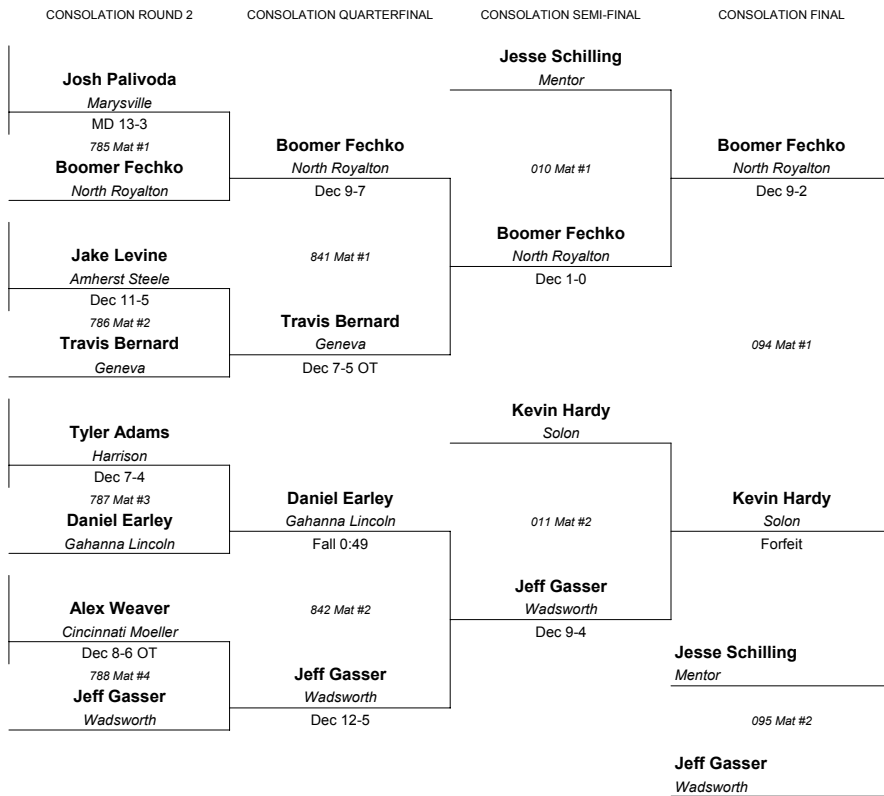 CONSOLATION ROUND 2
CONSOLATION QUARTERFINAL
CONSOLATION SEMI-FINAL
CONSOLATION FINAL
Josh Palivoda
Marysville
MD 13-3
785 Mat #1
Boomer Fechko
North Royalton
Jake Levine
Amherst Steele
Dec 11-5
786 Mat #2
Travis Bernard
Geneva
Tyler Adams
Harrison
Dec 7-4
787 Mat #3
Daniel Earley
Gahanna Lincoln
Alex Weaver
Cincinnati Moeller
Dec 8-6 OT
788 Mat #4
Jeff Gasser
Wadsworth
Boomer Fechko
North Royalton
Dec 9-7
841 Mat #1
Travis Bernard
Geneva
Dec 7-5 OT
Daniel Earley
Gahanna Lincoln
Fall 0:49
842 Mat #2
Jeff Gasser
Wadsworth
Dec 12-5
Jesse Schilling
Mentor
010 Mat #1
Boomer Fechko
North Royalton
Dec 1-0
Kevin Hardy
Solon
011 Mat #2
Jeff Gasser
Wadsworth
Dec 9-4
Boomer Fechko
North Royalton
Dec 9-2
094 Mat #1
Kevin Hardy
Solon
Forfeit
Jesse Schilling
Mentor
095 Mat #2
Jeff Gasser
Wadsworth